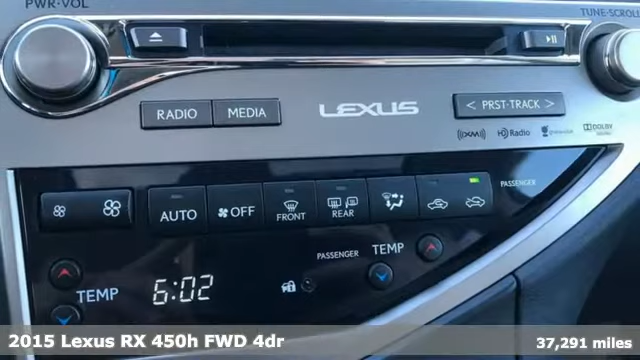 PWR·VOL
TUNE·SCROLL
RADIO
MEDIA
LEXUS
< PRST·TRACK >
((XM))
HD Radio
DOLBY
AUTO
OFF
FRONT
REAR
PASSENGER
PASSENGER
TEMP
TEMP
6:02
2015 Lexus RX 450h FWD 4dr
37,291 miles